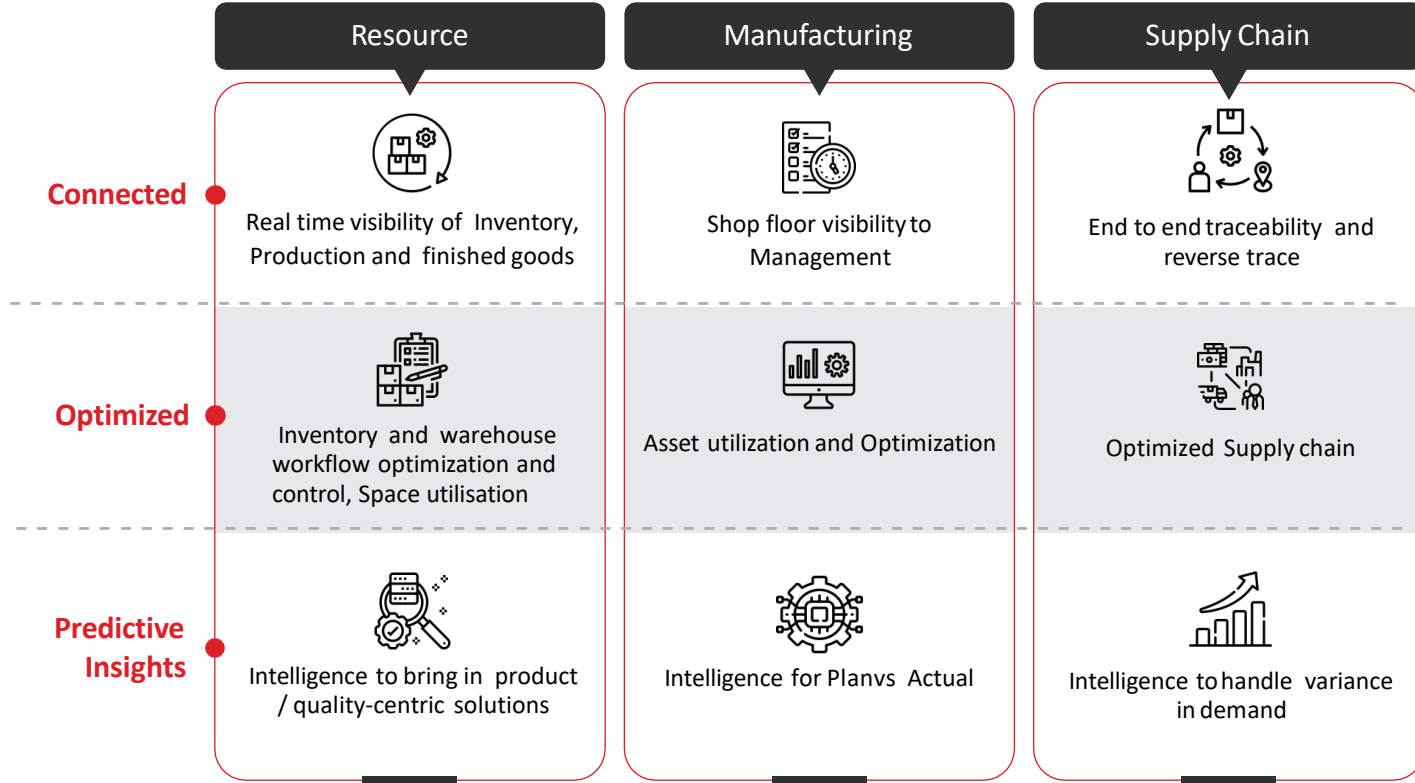 Resource
Manufacturing
Supply Chain
Connected
Real time visibility of Inventory,
Production and finished goods
Shop floor visibility to
Management
End to end traceability and
reverse trace
Optimized
Inventory and warehouse
workflow optimization and
control, Space utilisation
Asset utilization and Optimization
Optimized Supply chain
Predictive
Insights
Intelligence to bring in product
/ quality-centric solutions
Intelligence for Planvs Actual
Intelligence to handle variance
in demand